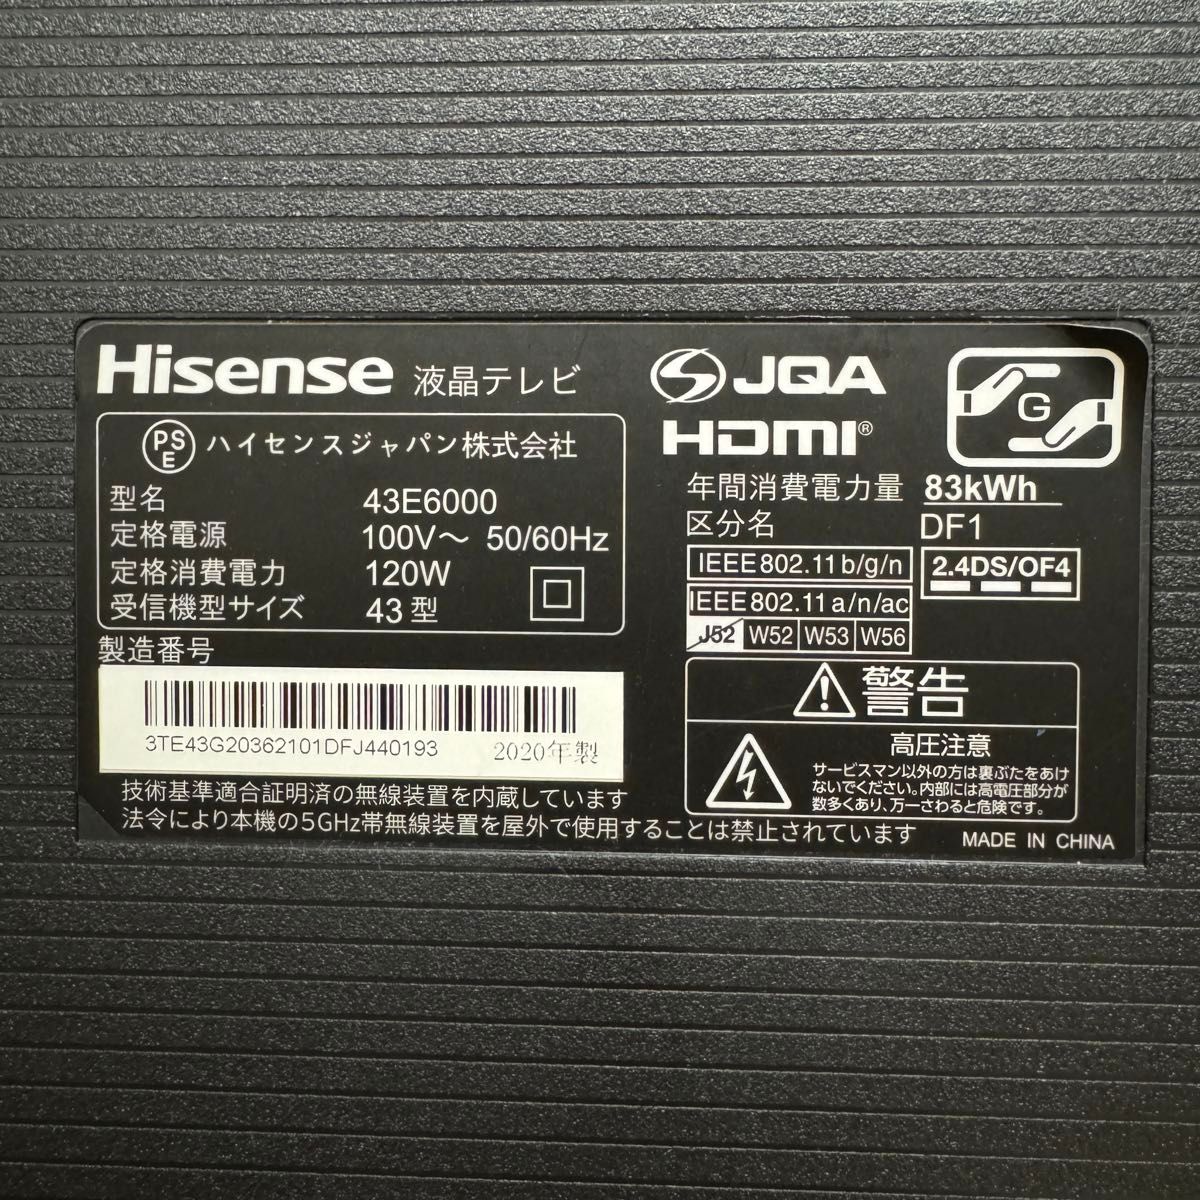 Hisense 液晶テレビ
PSE ハイセンスジャパン株式会社
型名 43E6000
定格電源 100V～ 50/60Hz
定格消費電力 120W
受信機型サイズ 43型
製造番号
3TE43G20362101DFJ440193 2020年製
技術基準適合証明済の無線装置を内蔵しています
法令により本機の5GHz帯無線装置を屋外で使用することは禁止されています
JQA
HDMI®
G
年間消費電力量 83kWh
区分名 DF1
IEEE802.11b/g/n 2.4DS/OF4
IEEE802.11a/n/ac
J52 W52 W53 W56
警告
高圧注意
サービスマン以外の方は裏ぶたをあけ
ないでください。内部には高電圧部分が
数多くあり、万一さわると危険です。
MADE IN CHINA